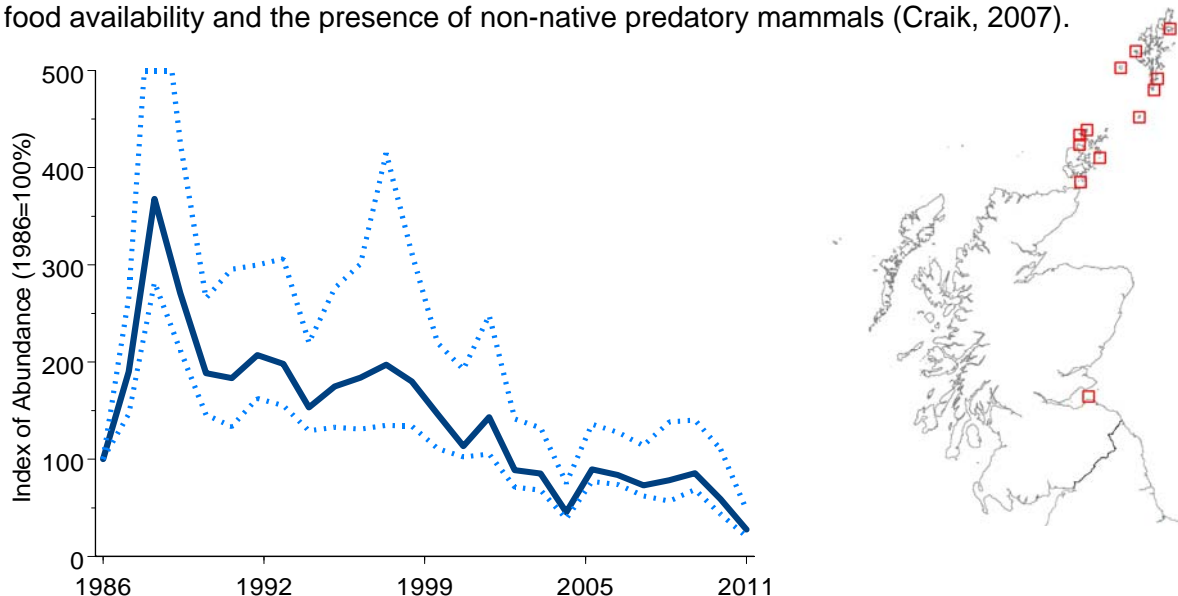 food availability and the presence of non-native predatory mammals (Craik, 2007).
500
400
300
200
100
0
Index of Abundance (1986=100%)
1986 1992 1999 2005 2011